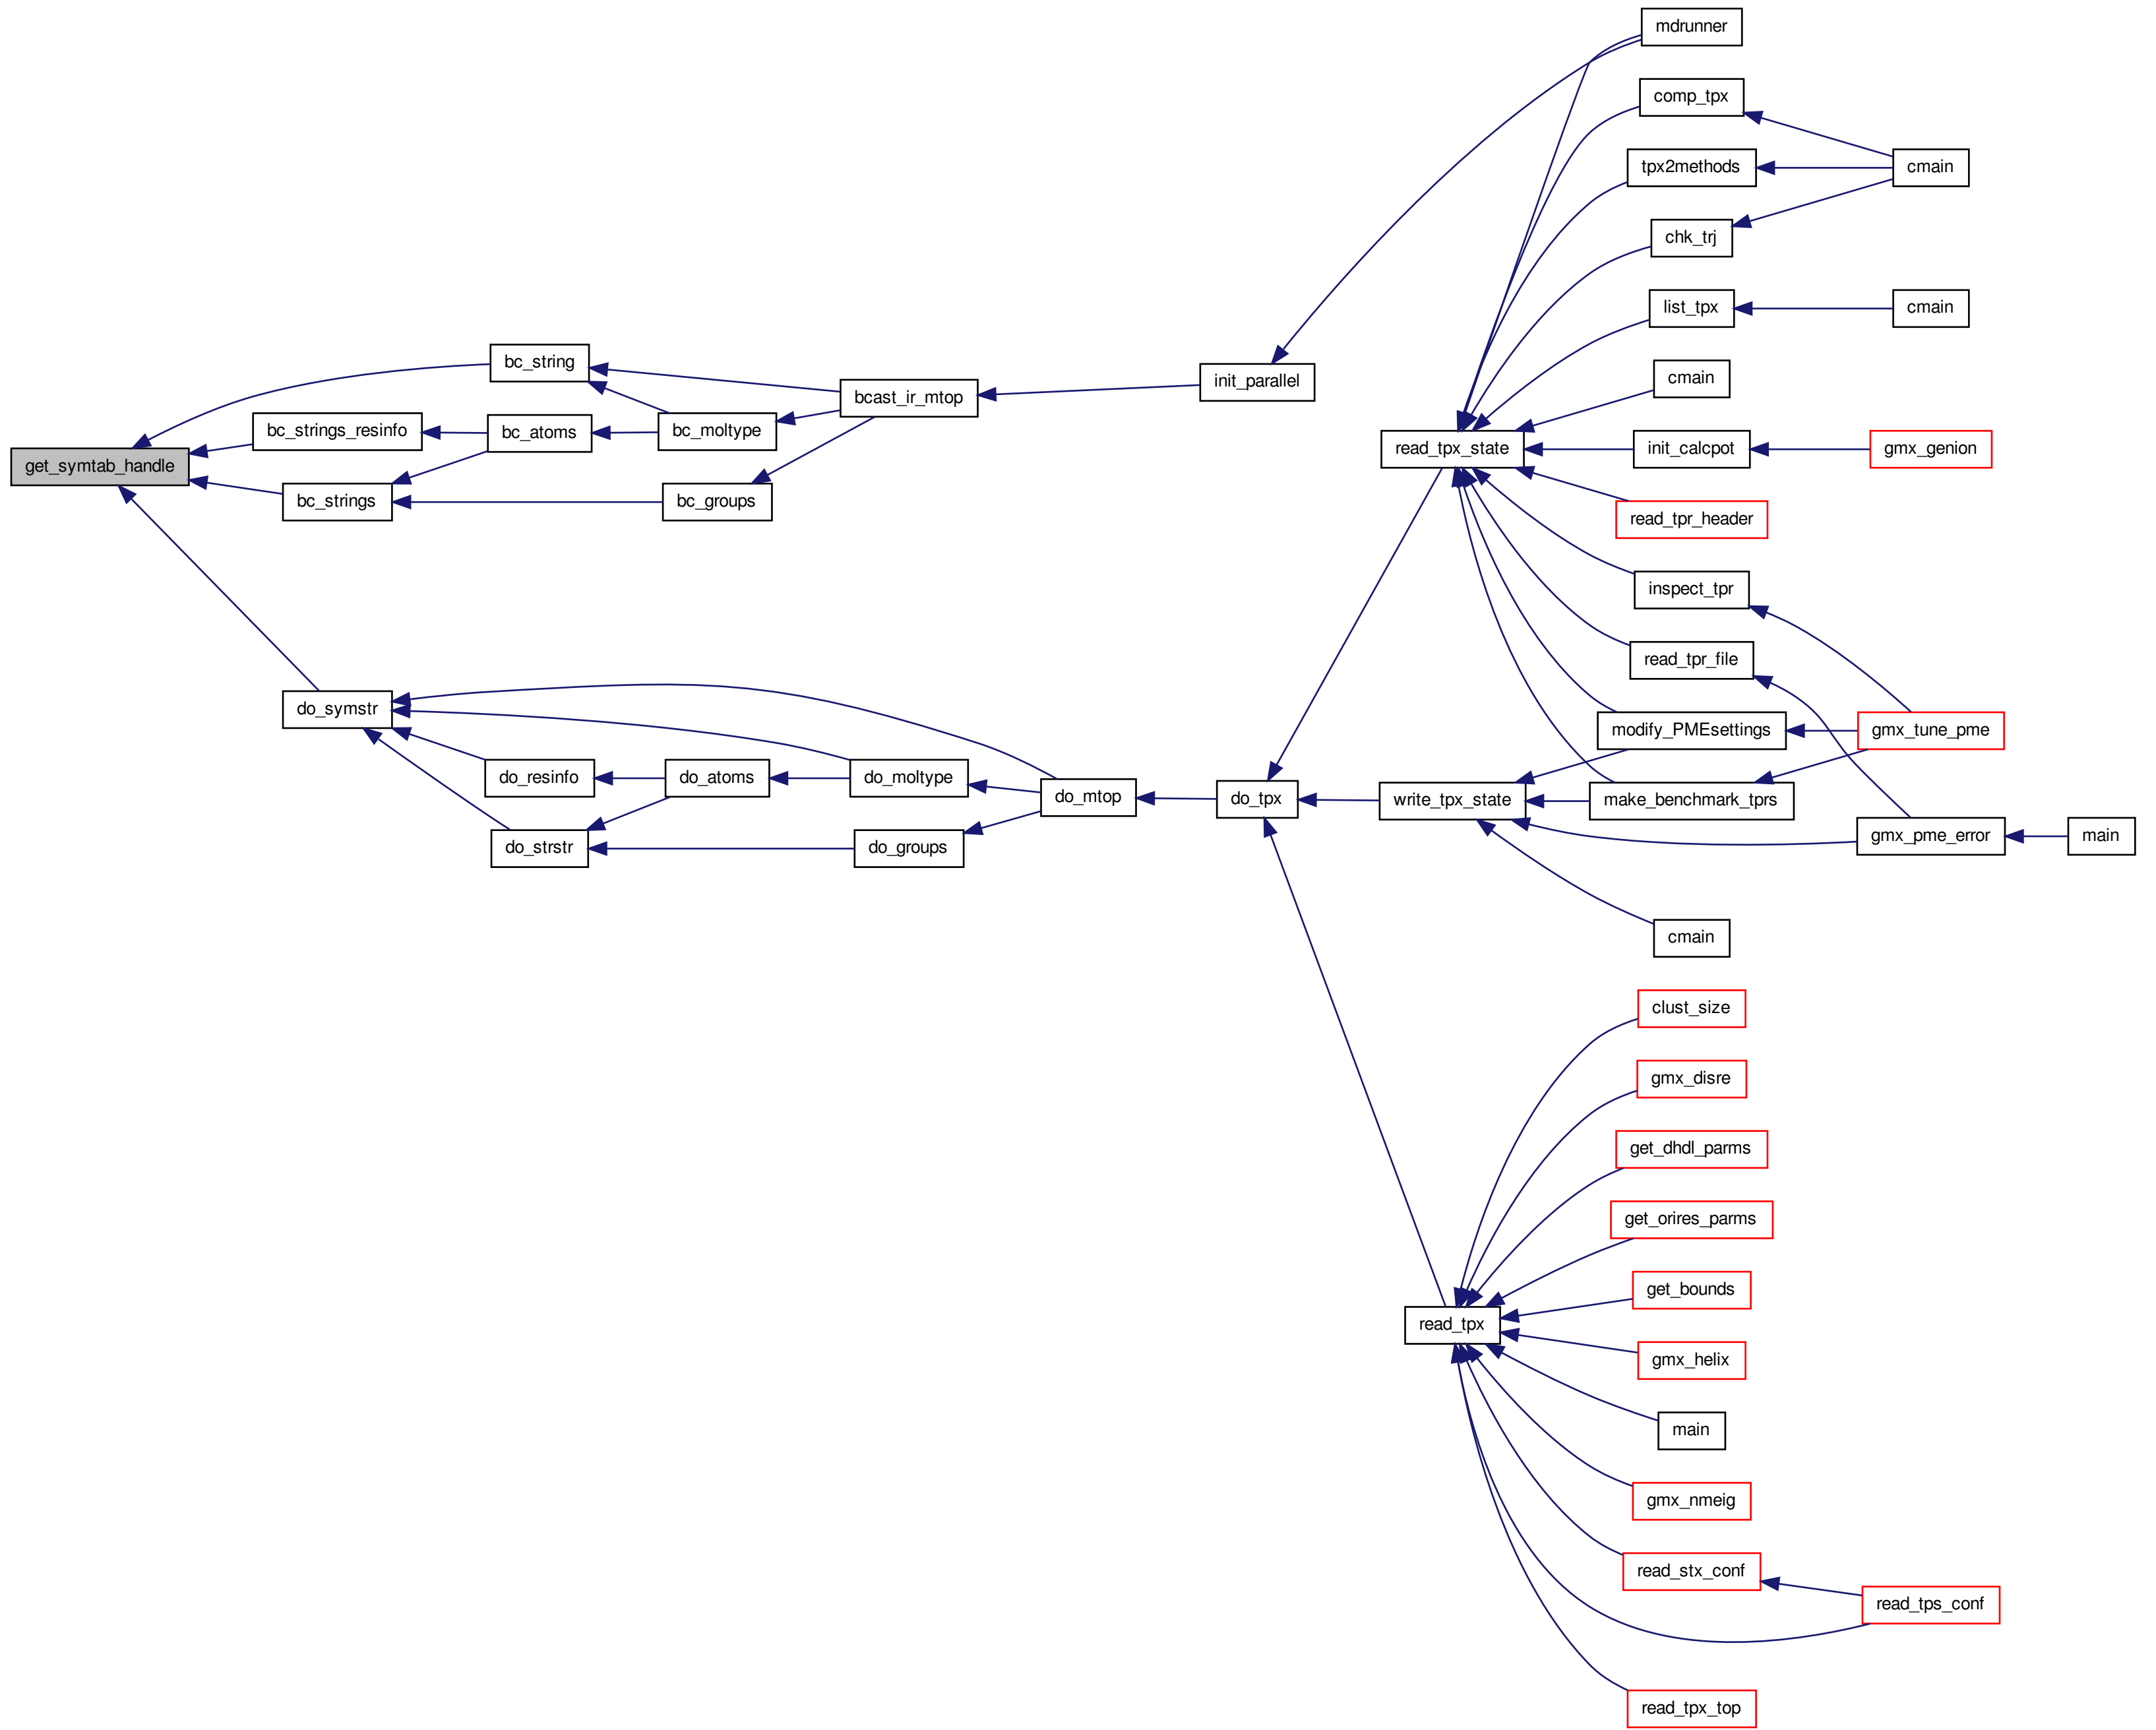 mdrunner
comp_tpx
tpx2methods
cmain
chk_trj
list_tpx
cmain
bc_string
init_parallel
cmain
bcast_ir_mtop
bc_strings_resinfo
bc_atoms
bc_moltype
read_tpx_state
init_calcpot
gmx_genion
get_symtab_handle
bc_strings
bc_groups
read_tpr_header
inspect_tpr
read_tpr_file
do_symstr
modify_PMEsettings
gmx_tune_pme
do_resinfo
do_atoms
do_moltype
do_mtop
do_tpx
write_tpx_state
make_benchmark_tprs
do_strstr
do_groups
gmx_pme_error
main
cmain
clust_size
gmx_disre
get_dhdl_parms
get_orires_parms
get_bounds
read_tpx
gmx_helix
main
gmx_nmeig
read_stx_conf
read_tps_conf
read_tpx_top